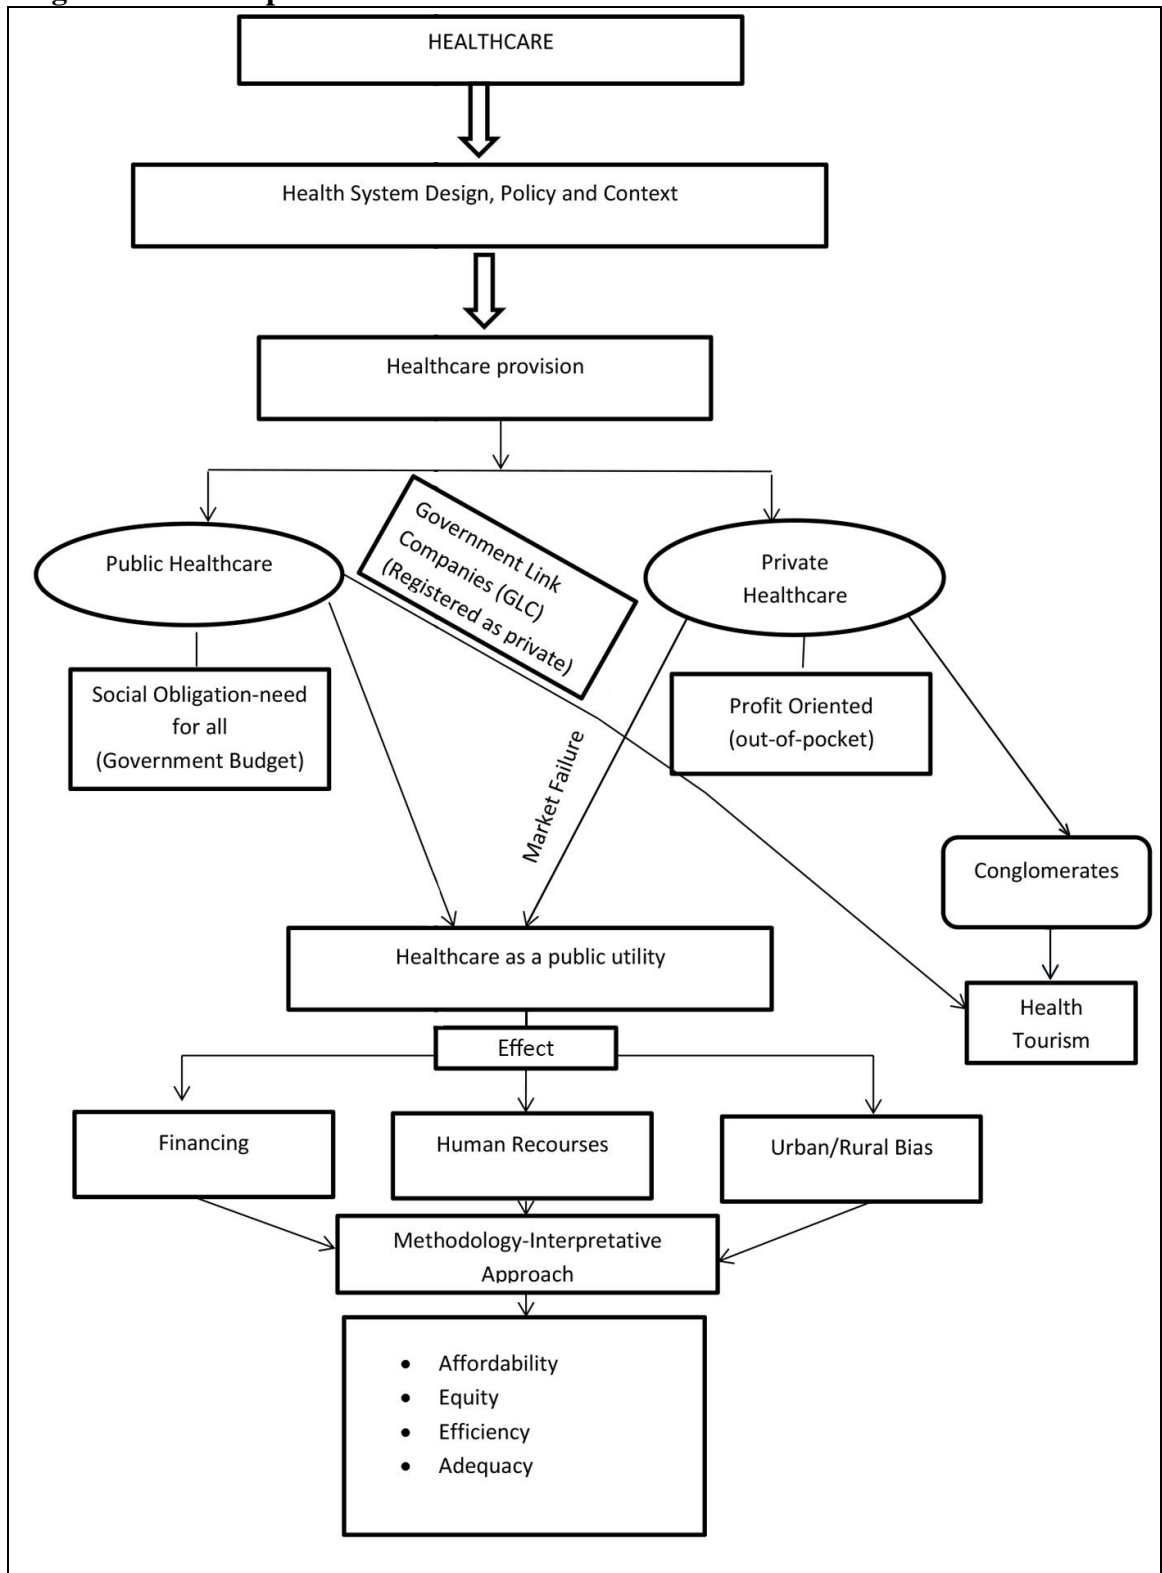 HEALTHCARE
Health System Design, Policy and Context
Healthcare provision
Government Link
Companies (GLC)
(Registered as private)
Public Healthcare
Private
Healthcare
Social Obligation-need
for all
(Government Budget)
Profit Oriented
(out-of-pocket)
Market Failure
Conglomerates
Healthcare as a public utility
Health
Tourism
Effect
Financing
Human Recourses
Urban/Rural Bias
Methodology-Interpretative
Approach
• Affordability
• Equity
• Efficiency
• Adequacy